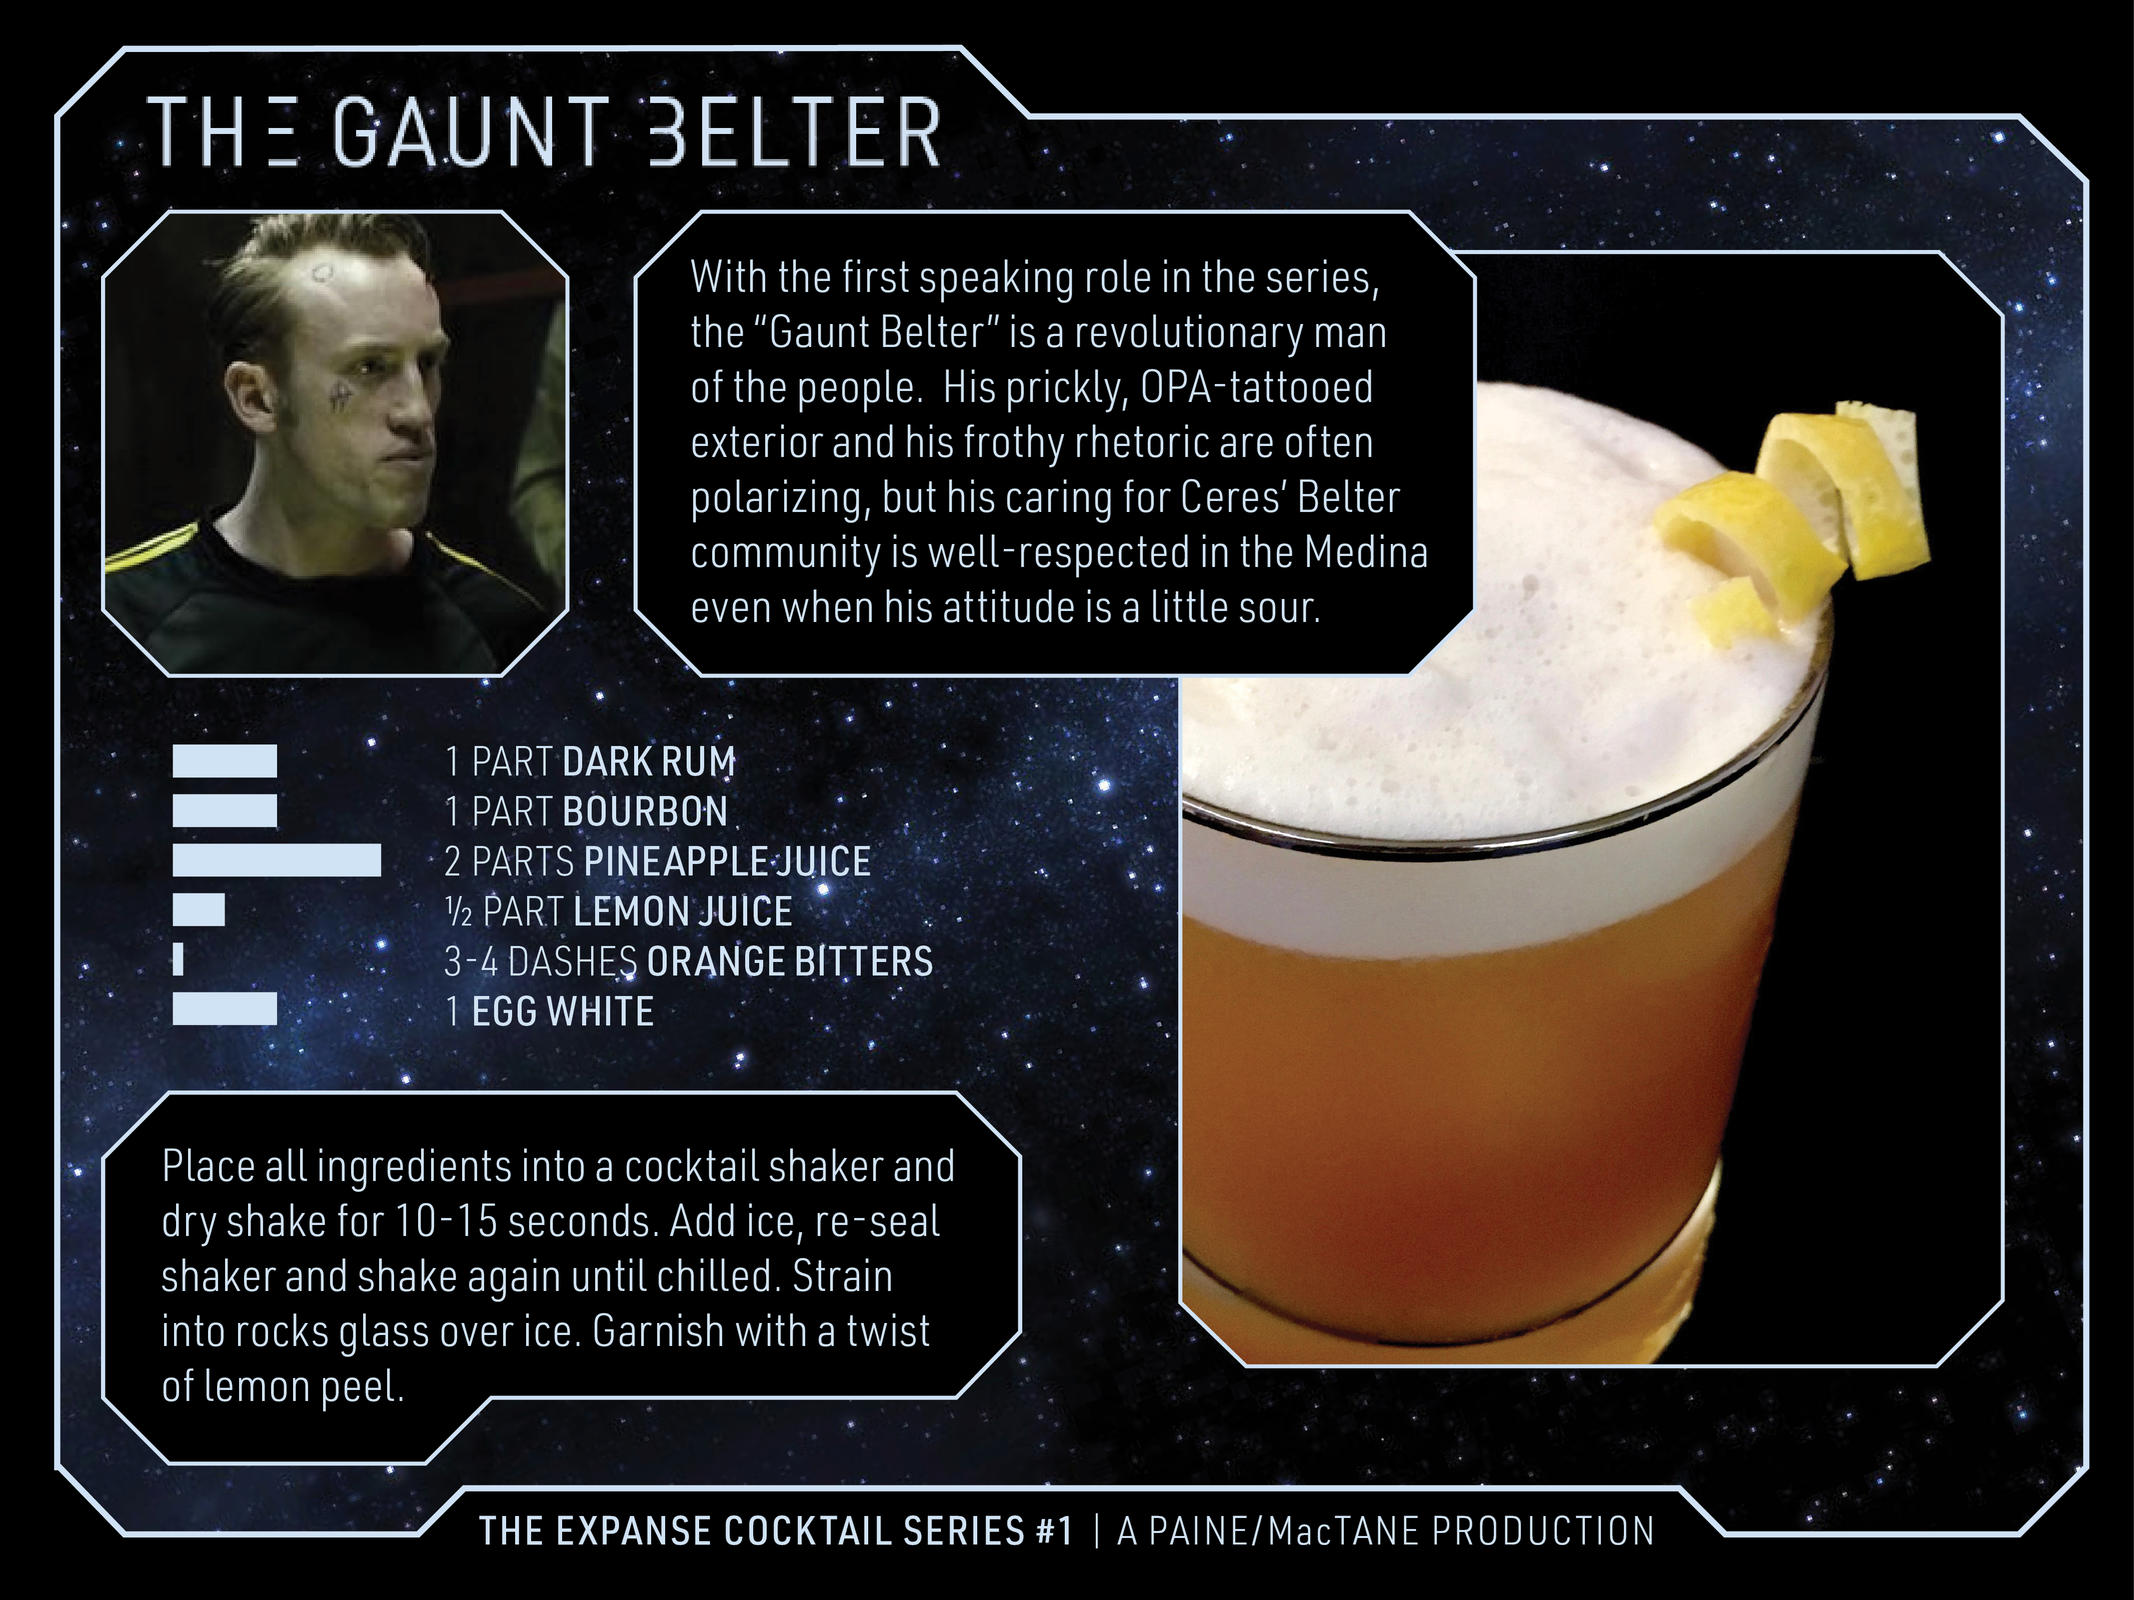 THE GAUNT BELTER
With the first speaking role in the series,
the “Gaunt Belter” is a revolutionary man
of the people.  His prickly, OPA-tattooed
exterior and his frothy rhetoric are often
polarizing, but his caring for Ceres’ Belter
community is well-respected in the Medina
even when his attitude is a little sour.
1 PART DARK RUM
1 PART BOURBON
2 PARTS PINEAPPLE JUICE
½ PART LEMON JUICE
3-4 DASHES ORANGE BITTERS
1 EGG WHITE
Place all ingredients into a cocktail shaker and
dry shake for 10-15 seconds. Add ice, re-seal
shaker and shake again until chilled. Strain
into rocks glass over ice. Garnish with a twist
of lemon peel.
THE EXPANSE COCKTAIL SERIES #1 | A PAINE/MacTANE PRODUCTION